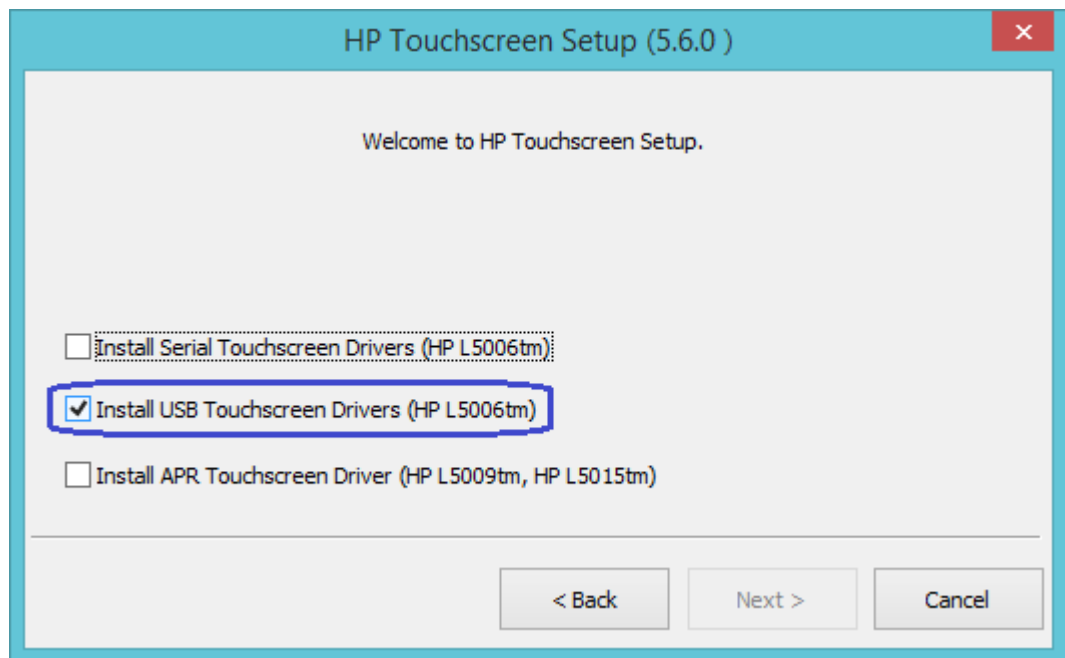 HP Touchscreen Setup (5.6.0 )
Welcome to HP Touchscreen Setup.
Install Serial Touchscreen Drivers (HP L5006tm)
Install USB Touchscreen Drivers (HP L5006tm)
Install APR Touchscreen Driver (HP L5009tm, HP L5015tm)
< Back Next > Cancel